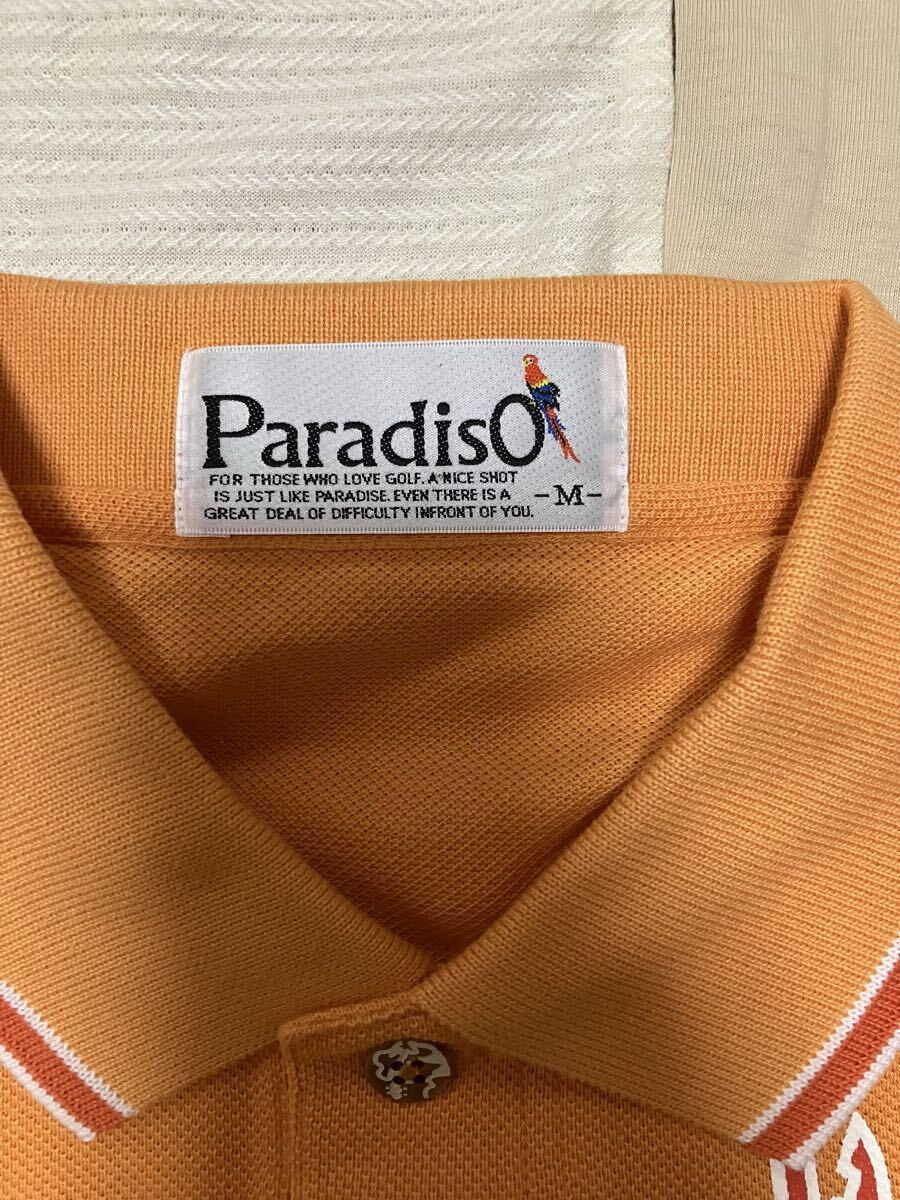 ParadisO
FOR THOSE WHO LOVE GOLF. A NICE SHOT
IS JUST LIKE PARADISE. EVEN THERE IS A
GREAT DEAL OF DIFFICULTY INFRONT OF YOU.
-M-